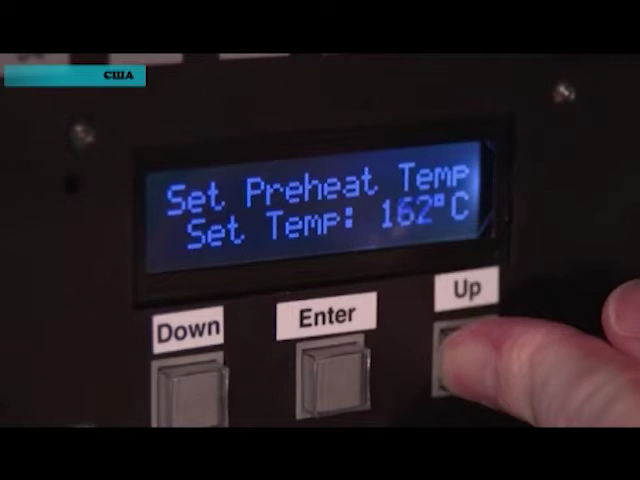 США
Set Preheat Temp
Set Temp: 162°C
Down
Enter
Up